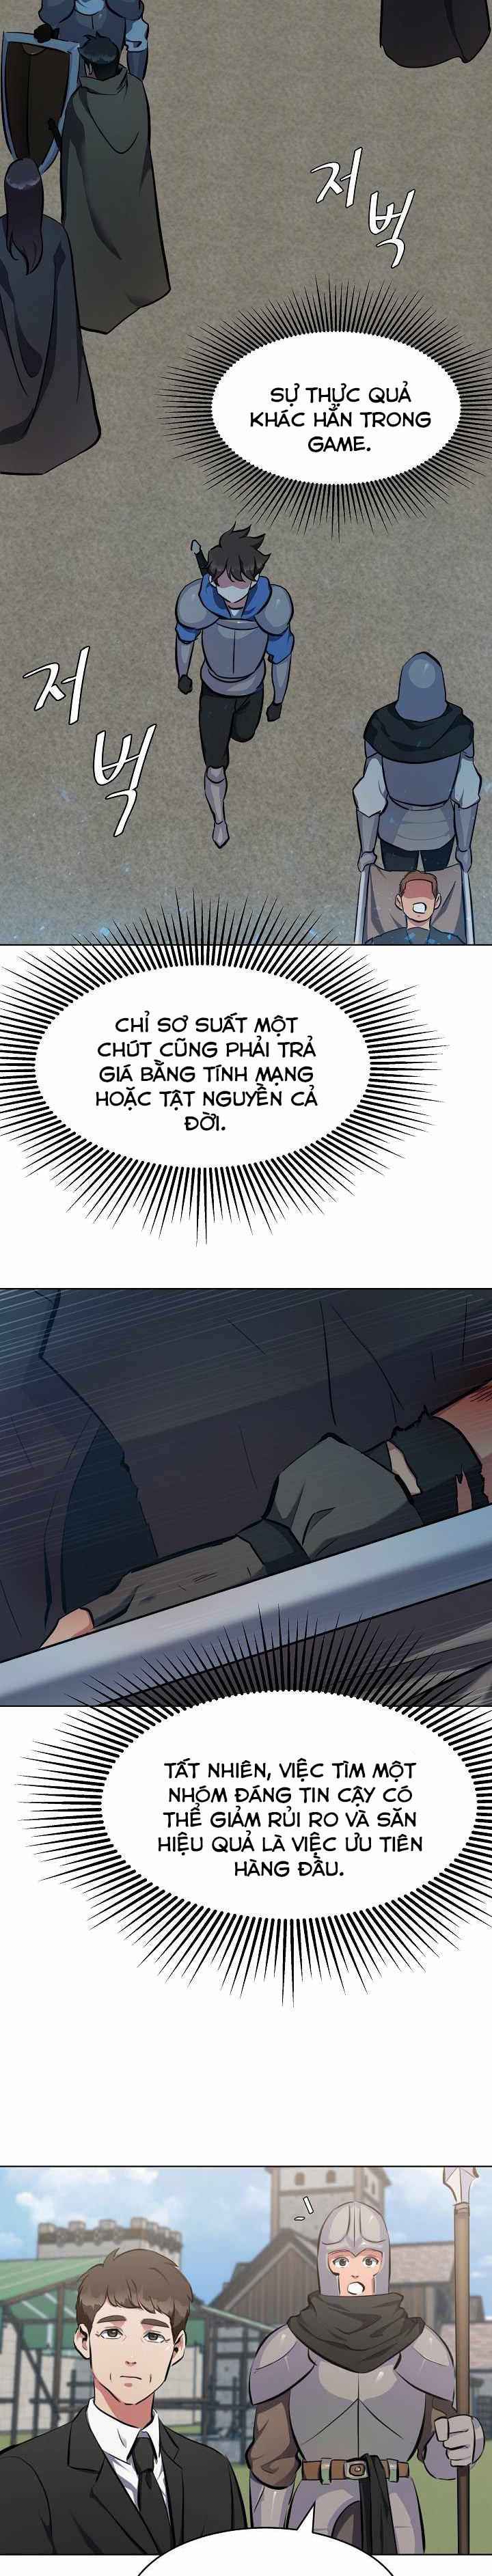 저
벅
SỰ THỰC QUẢ
KHÁC HẲN TRONG
GAME.
저
벅
CHỈ SƠ SUẤT MỘT
CHÚT CŨNG PHẢI TRẢ
GIÁ BẰNG TÍNH MẠNG
HOẶC TẬT NGUYỀN CẢ
ĐỜI.
TẤT NHIÊN, VIỆC TÌM MỘT
NHÓM ĐÁNG TIN CẬY CÓ
THỂ GIẢM RỦI RO VÀ SĂN
HIỆU QUẢ LÀ VIỆC ƯU TIÊN
HÀNG ĐẦU.